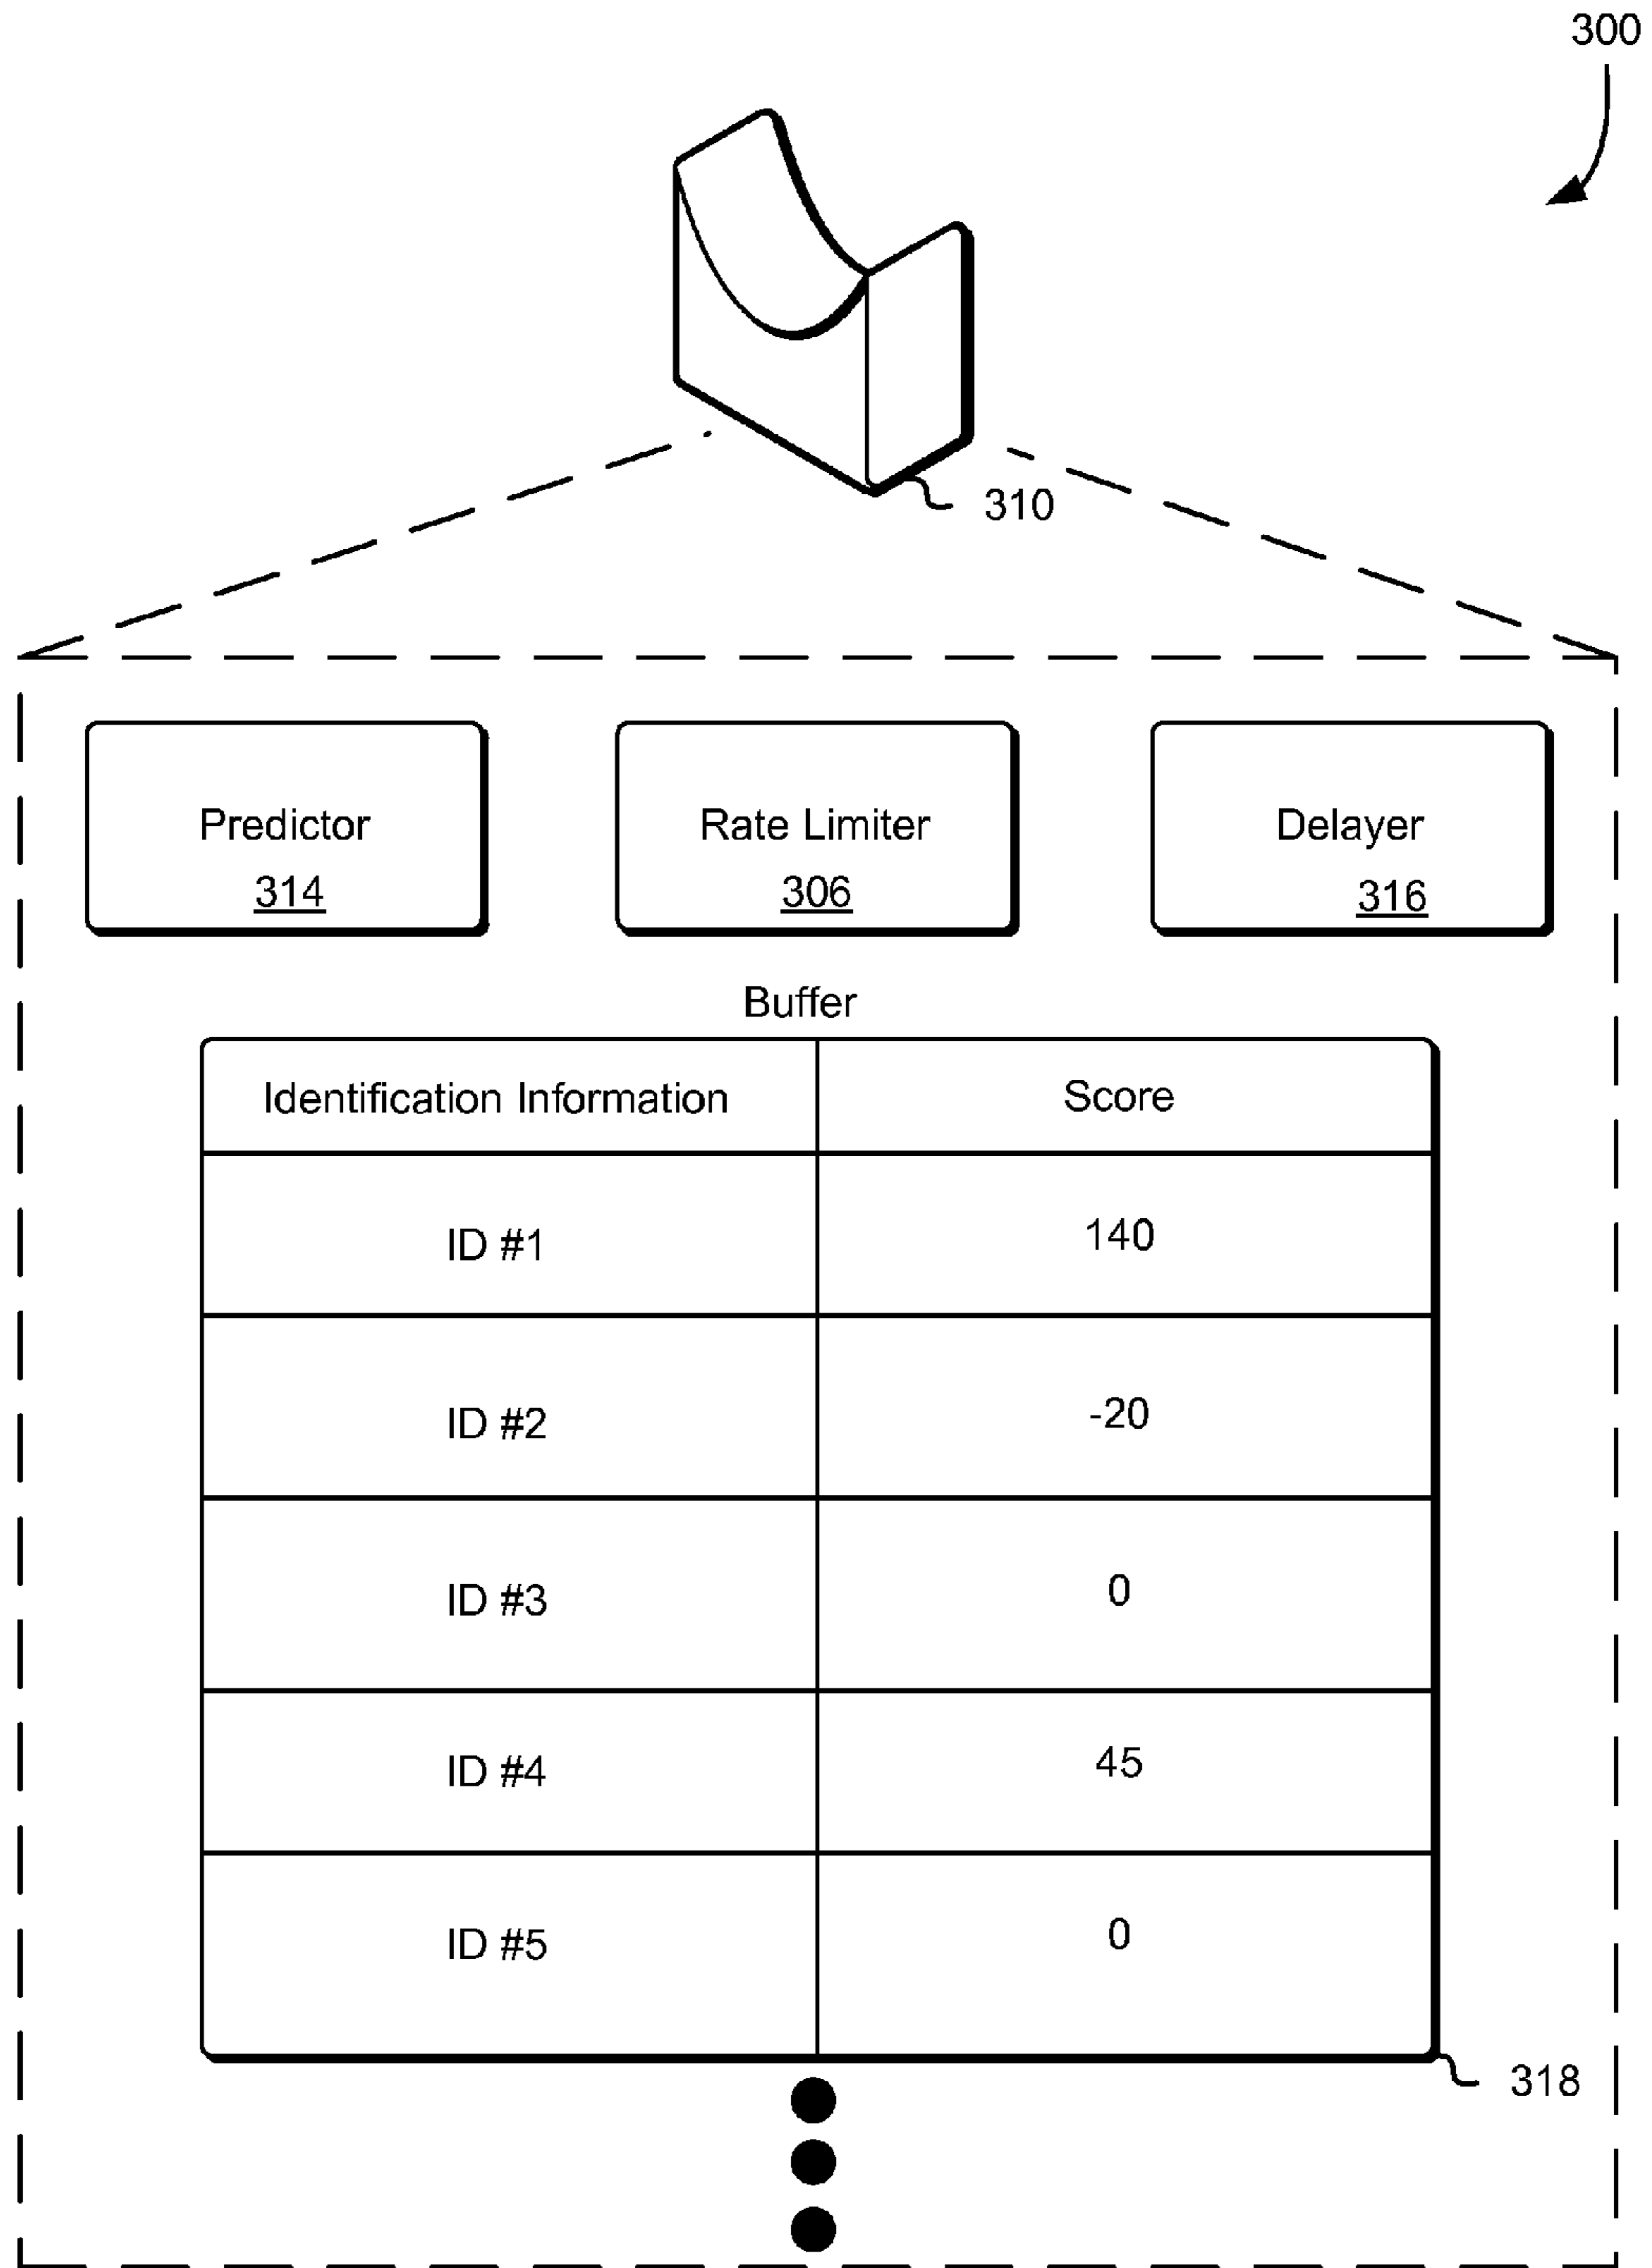 300
310
Predictor
314
Rate Limiter
306
Delayer
316
Buffer
Identification Information
Score
ID #1
140
ID #2
-20
ID #3
0
ID #4
45
ID #5
0
318